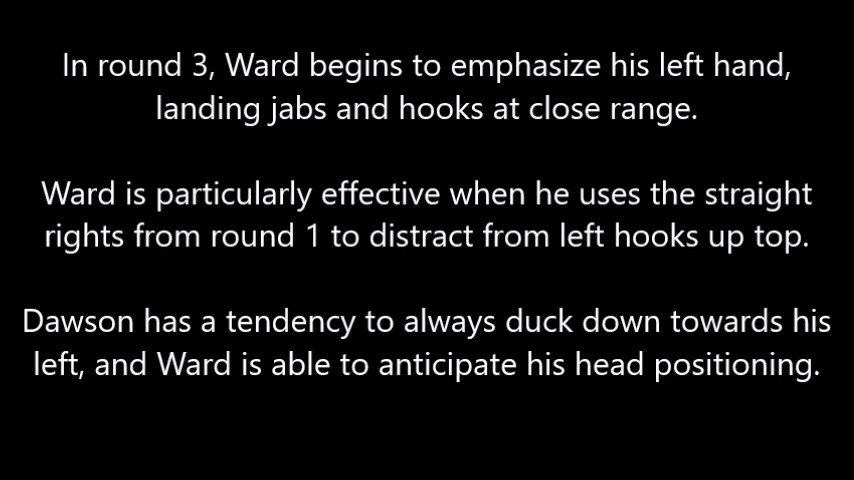 In round 3, Ward begins to emphasize his left hand,
landing jabs and hooks at close range.
Ward is particularly effective when he uses the straight
rights from round 1 to distract from left hooks up top.
Dawson has a tendency to always duck down towards his
left, and Ward is able to anticipate his head positioning.